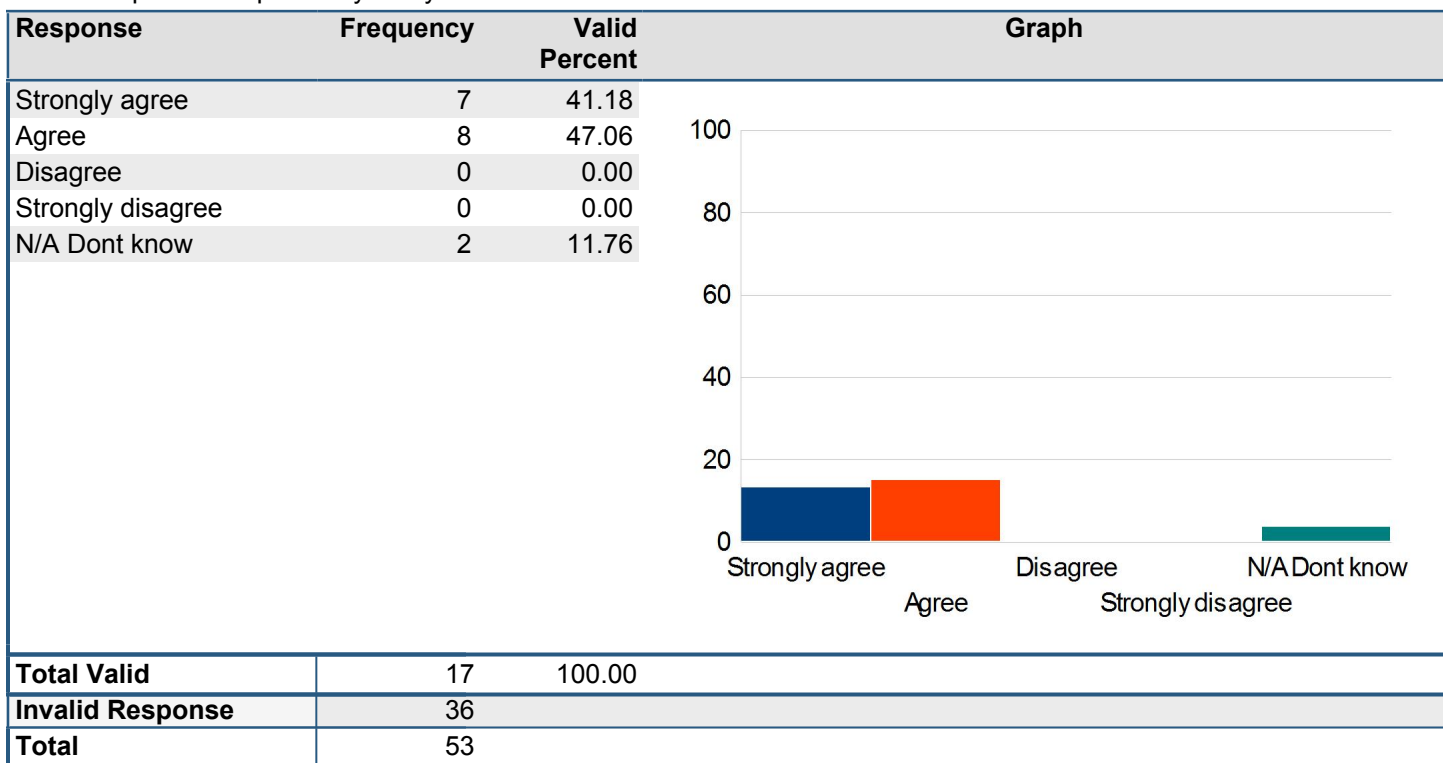 Response Frequency Valid Percent Graph
Strongly agree 7 41.18
Agree 8 47.06
Disagree 0 0.00
Strongly disagree 0 0.00
N/A Dont know 2 11.76
100
80
60
40
20
0
Strongly agree Disagree N/A Dont know
Agree Strongly disagree
Total Valid 17 100.00
Invalid Response 36
Total 53